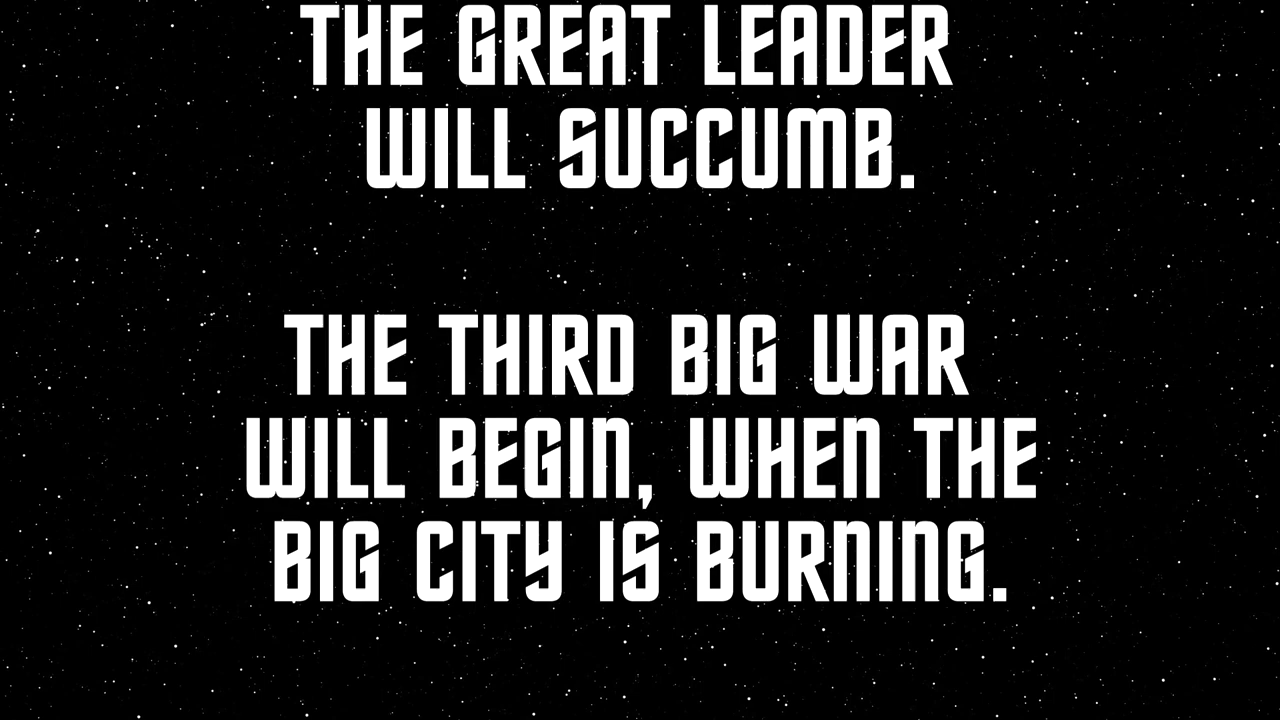 THE GREAT LEADER
WILL SUCCUMB.
THE THIRD BIG WAR
WILL BEGIN, WHEN THE
BIG CITY IS BURNING.